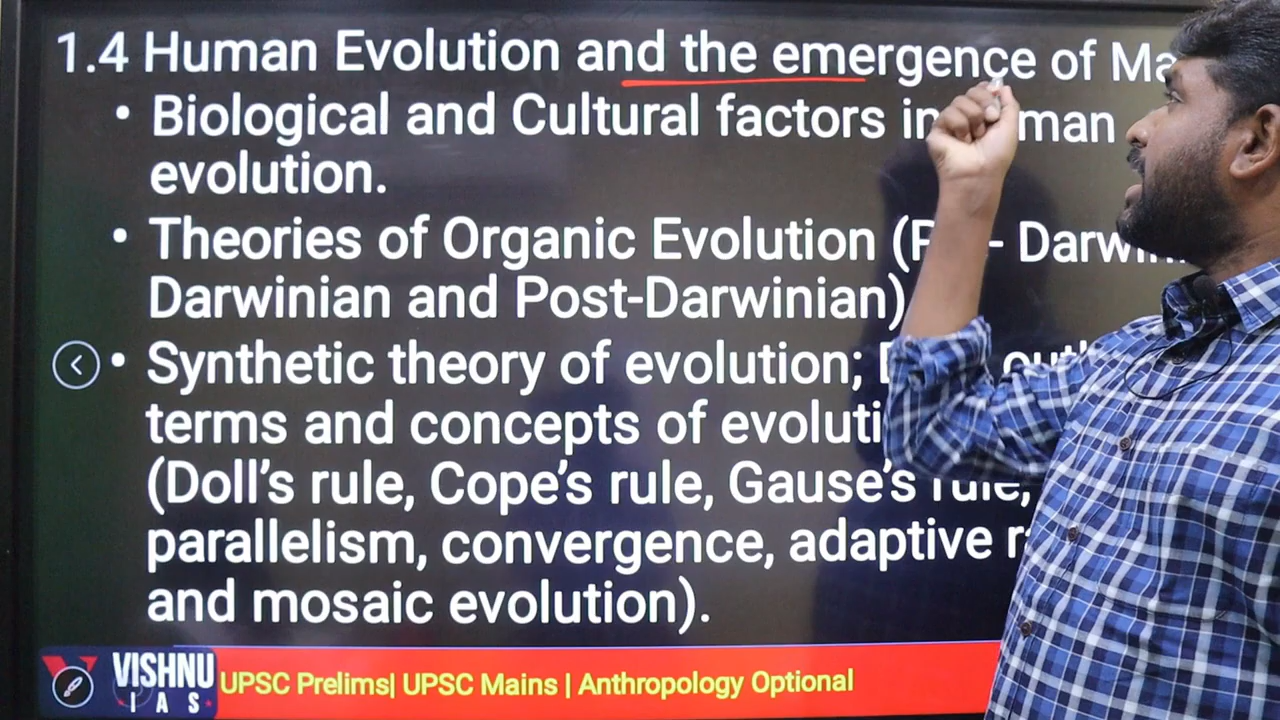 1.4 Human Evolution and the emergence of Ma
• Biological and Cultural factors in
evolution.
• Theories of Organic Evolution
Darwinian and Post-Darwinian)
• Synthetic theory of evolution;
terms and concepts of
(Doll's rule, Cope's rule, Gause's rule,
parallelism, convergence, adaptive
and mosaic evolution).
VISHNU
IAS
UPSC Prelims| UPSC Mains | Anthropology Optional